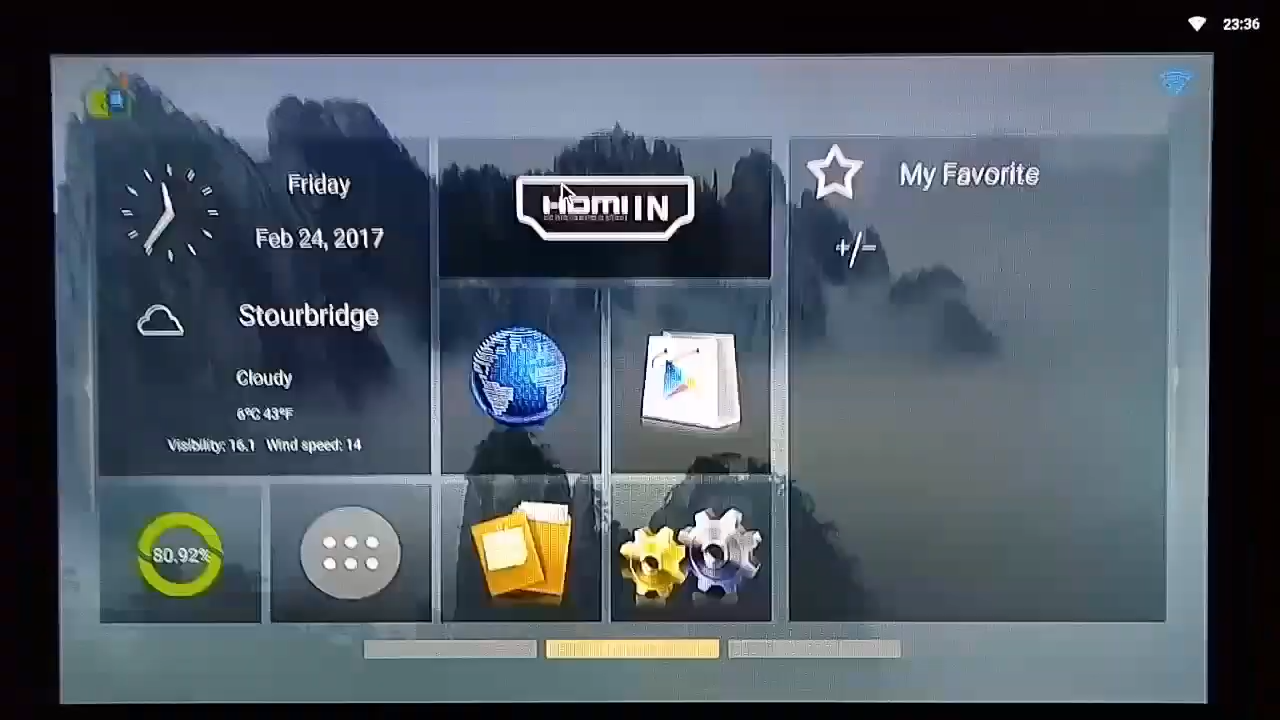 23:36
Friday
Feb 24, 2017
Stourbridge
Cloudy
6°C 43°F
Visibility: 16.1 Wind speed: 14
80.92%
HDMI IN
My Favorite
+/-